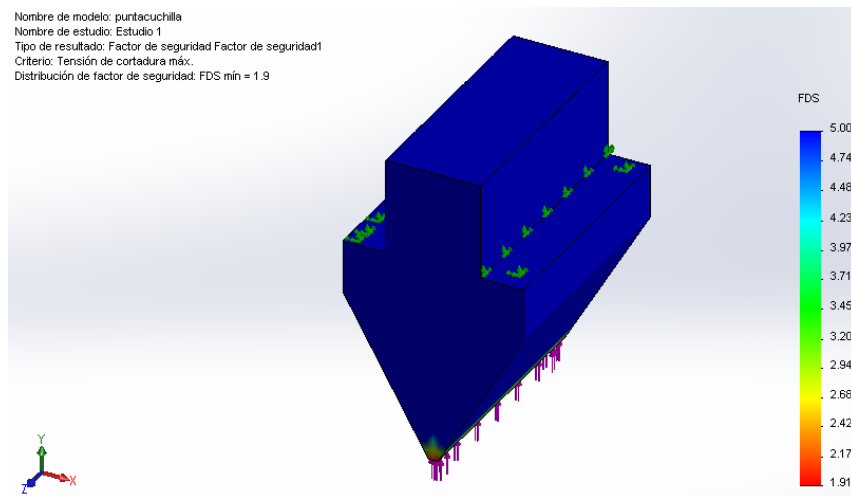 Nombre de modelo: puntacuchilla
Nombre de estudio: Estudio 1
Tipo de resultado: Factor de seguridad Factor de seguridad1
Criterio: Tensión de cortadura máx.
Distribución de factor de seguridad: FDS mín = 1.9
FDS
5.00
4.74
4.48
4.23
3.97
3.71
3.45
3.20
2.94
2.68
2.42
2.17
1.91
Y
X
Z